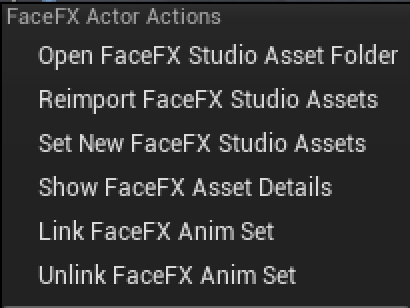 FaceFX Actor Actions
Open FaceFX Studio Asset Folder
Reimport FaceFX Studio Assets
Set New FaceFX Studio Assets
Show FaceFX Asset Details
Link FaceFX Anim Set
Unlink FaceFX Anim Set